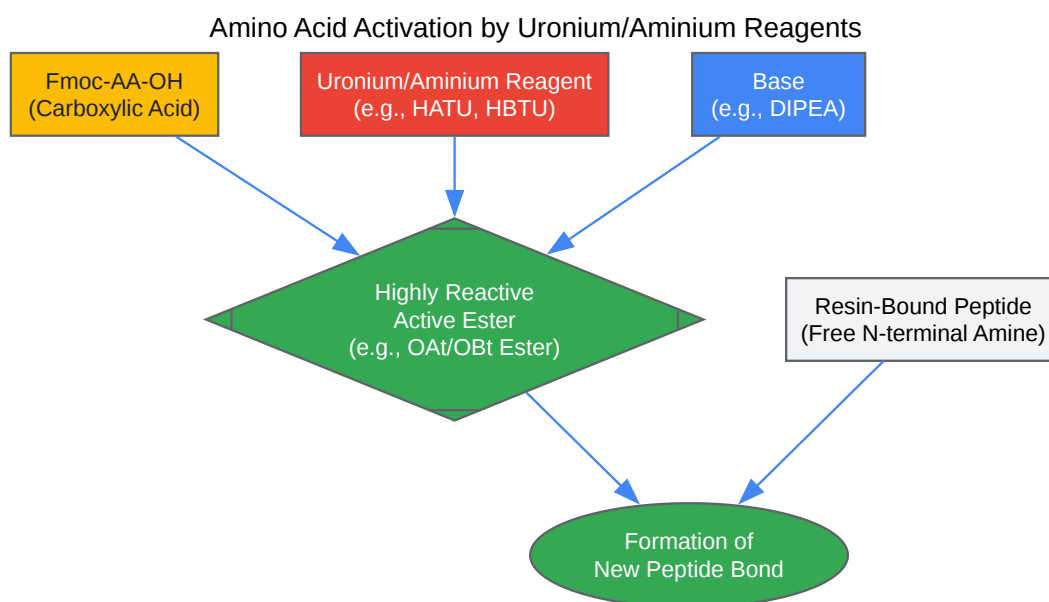 Amino Acid Activation by Uronium/Aminium Reagents
Fmoc-AA-OH
(Carboxylic Acid)
Uronium/Aminium Reagent
(e.g., HATU, HBTU)
Base
(e.g., DIPEA)
Highly Reactive
Active Ester
(e.g., OAt/OBt Ester)
Resin-Bound Peptide
(Free N-terminal Amine)
Formation of
New Peptide Bond